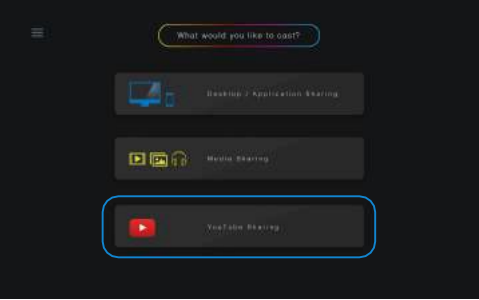 What would you like to cast?
Desktop / Application Sharing
Media Sharing
YouTube Sharing